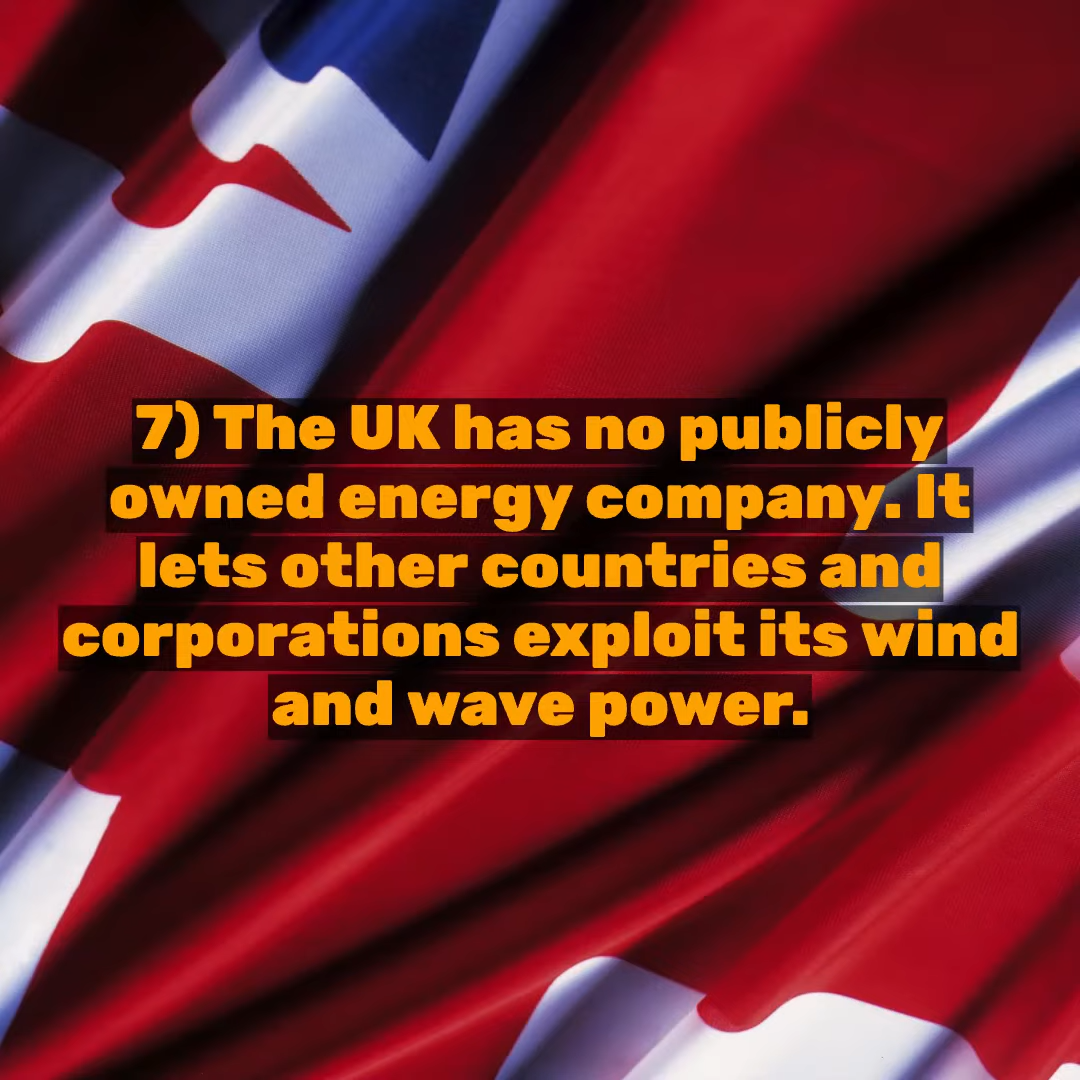 7) The UK has no publicly
owned energy company. It
lets other countries and
corporations exploit its wind
and wave power.